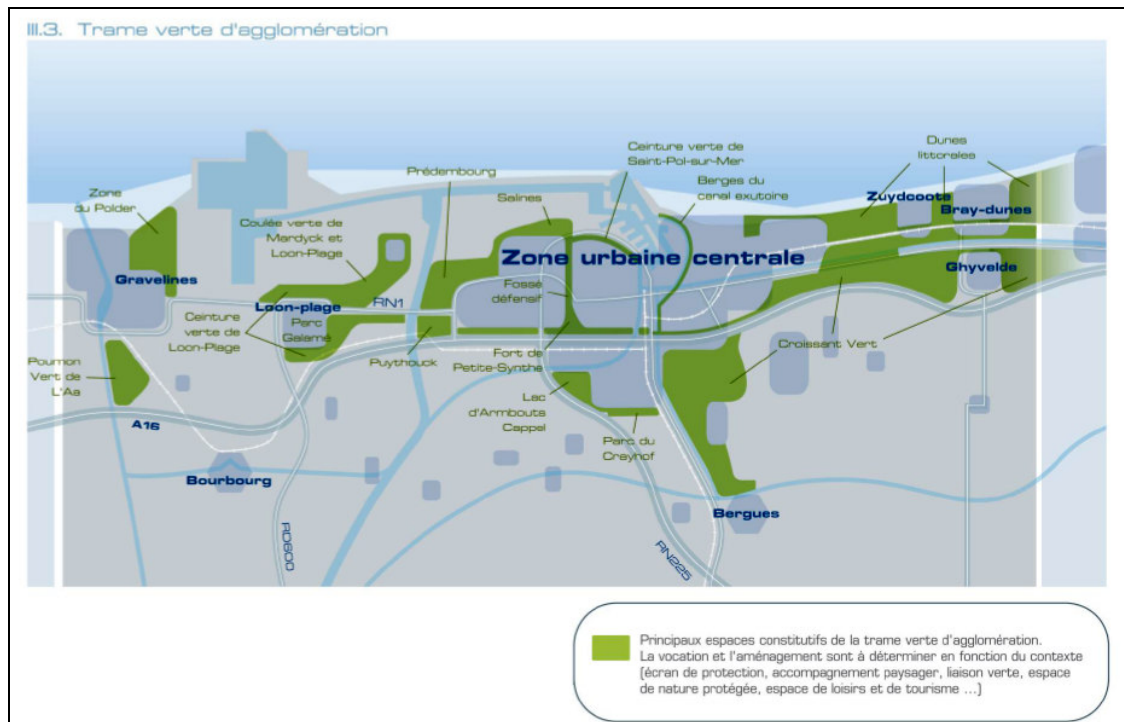 III.3. Trame verte d'agglomération
Dunes
littorales
Ceinture verte de
Saint-Pol-sur-Mer
Prédembourg
Berges du
canal exutoire
Zone
du Polder
Salines
Zuydcoote
Bray-dunes
Coulée verte de
Mardyck et
Loon-Plage
Zone urbaine centrale
Ghyvelde
Gravelines
Fossé
défensif
Loon-plage
RN1
Parc
Galamé
Ceinture
verte de
Loon-Plage
Croissant Vert
Poumon
Vert de
L'Aa
Puythouck
Fort de
Petite-Synthe
Lac
d'Armbouts
Cappel
A16
Parc du
Creynof
Bourbourg
Bergues
RD600
RN225
Principaux espaces constitutifs de la trame verte d'agglomération.
La vocation et l'aménagement sont à déterminer en fonction du contexte
(écran de protection, accompagnement paysager, liaison verte, espace
de nature protégée, espace de loisirs et de tourisme ...)